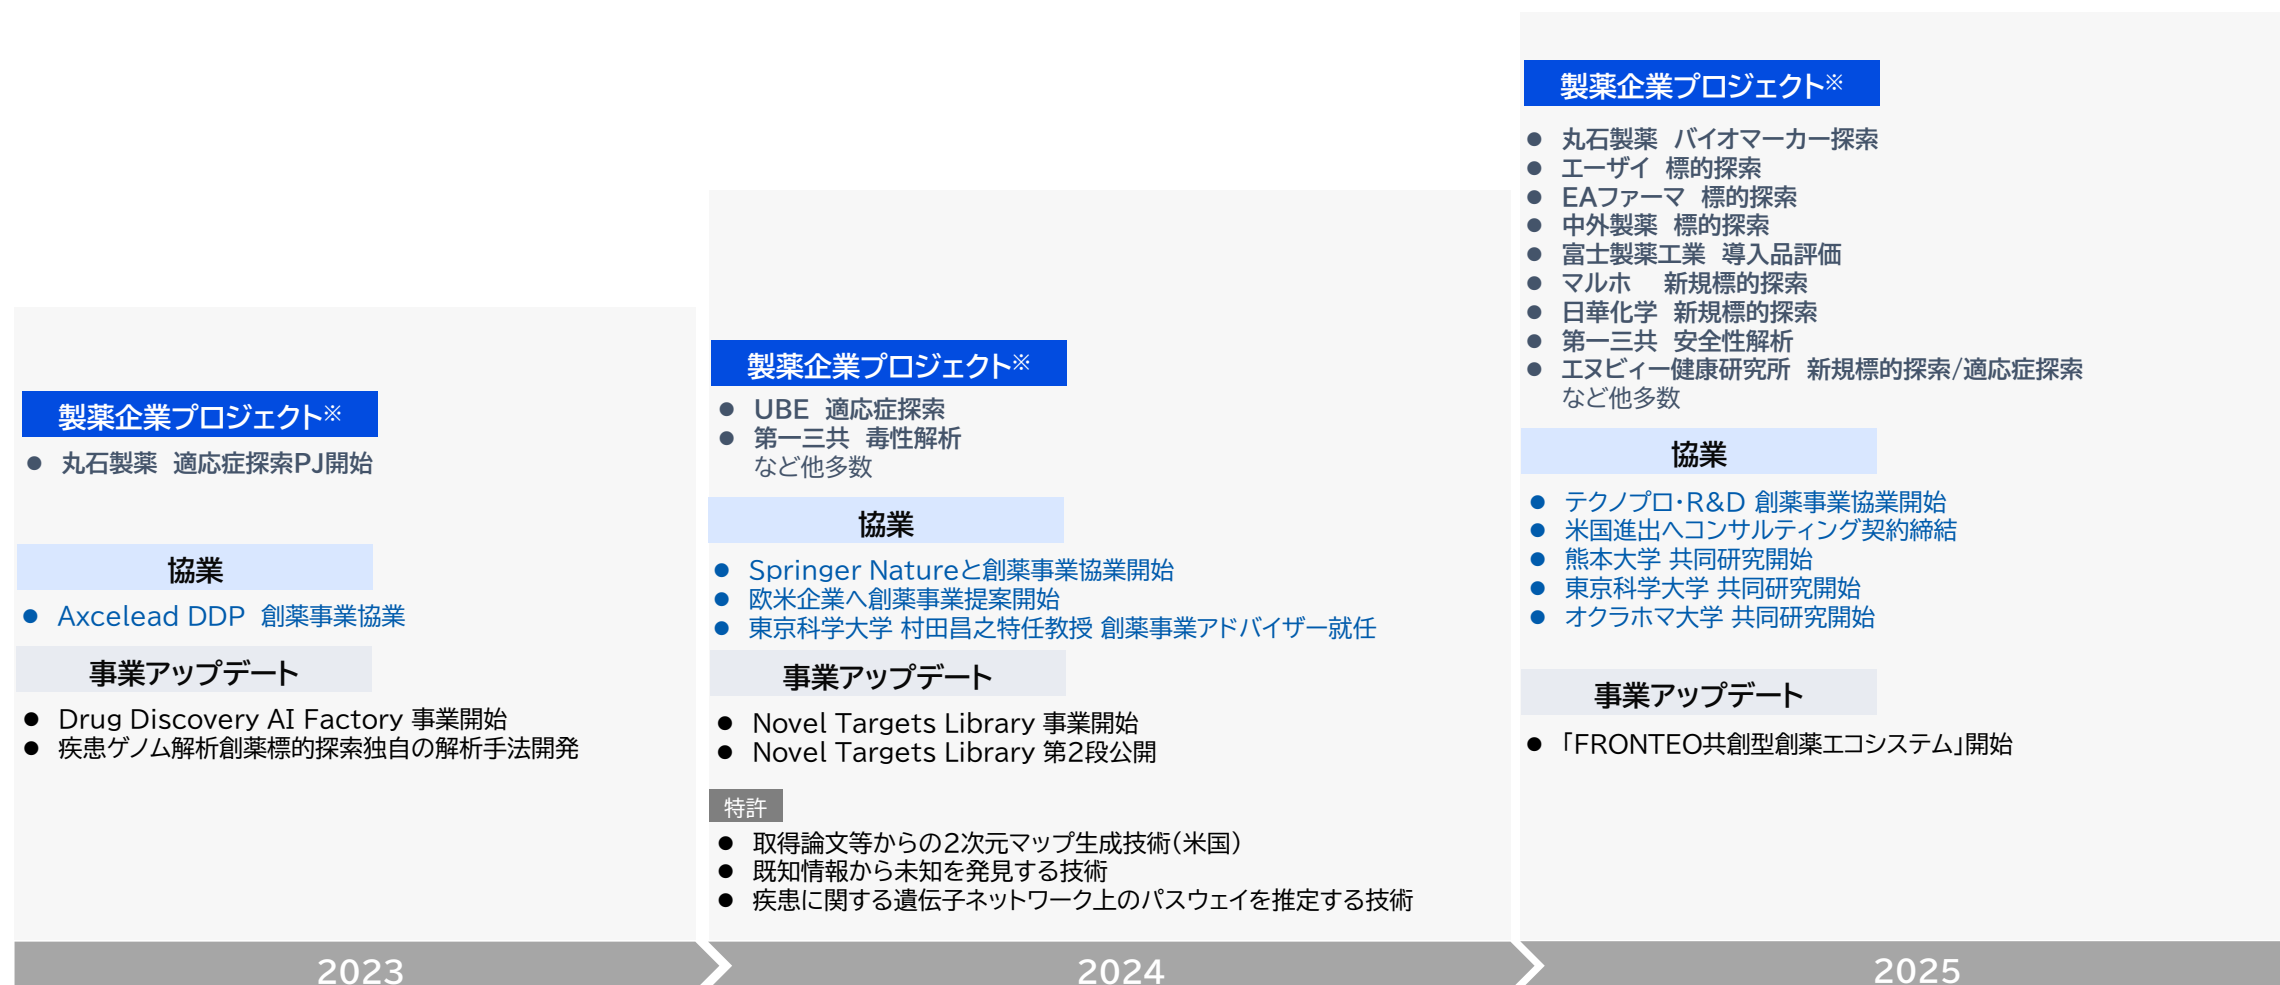 製薬企業プロジェクト※
● 丸石製薬 適応症探索PJ開始
協業
● Axcelead DDP 創薬事業協業
事業アップデート
● Drug Discovery AI Factory 事業開始
● 疾患ゲノム解析創薬標的探索独自の解析手法開発
2023
製薬企業プロジェクト※
● UBE 適応症探索
● 第一三共 毒性解析
など他多数
協業
● Springer Natureと創薬事業協業開始
● 欧米企業へ創薬事業提案開始
● 東京科学大学 村田昌之特任教授 創薬事業アドバイザー就任
事業アップデート
● Novel Targets Library 事業開始
● Novel Targets Library 第2段公開
特許
● 取得論文等からの2次元マップ生成技術(米国)
● 既知情報から未知を発見する技術
● 疾患に関する遺伝子ネットワーク上のパスウェイを推定する技術
2024
製薬企業プロジェクト※
● 丸石製薬 バイオマーカー探索
● エーザイ 標的探索
● EAファーマ 標的探索
● 中外製薬 標的探索
● 富士製薬工業 導入品評価
● マルホ 新規標的探索
● 日華化学 新規標的探索
● 第一三共 安全性解析
● エヌビィー健康研究所 新規標的探索/適応症探索
など他多数
協業
● テクノプロ・R&D 創薬事業協業開始
● 米国進出へコンサルティング契約締結
● 熊本大学 共同研究開始
● 東京科学大学 共同研究開始
● オクラホマ大学 共同研究開始
事業アップデート
● 「FRONTEO共創型創薬エコシステム」開始
2025